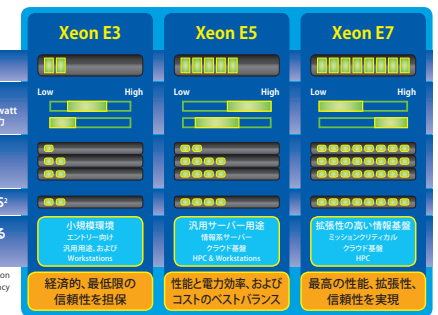 Xeon E3
Xeon E5
Xeon E7
Low High
Low High
Low High
watt
力
S²
る
小規模環境
エントリー向け
汎用用途、および
Workstations
汎用サーバー用途
情報系サーバー
クラウド基盤
HPC & Workstations
拡張性の高い情報基盤
ミッションクリティカル
クラウド基盤
HPC
on
ncy
経済的、最低限の
信頼性を担保
性能と電力効率、および
コストのベストバランス
最高の性能、拡張性、
信頼性を実現